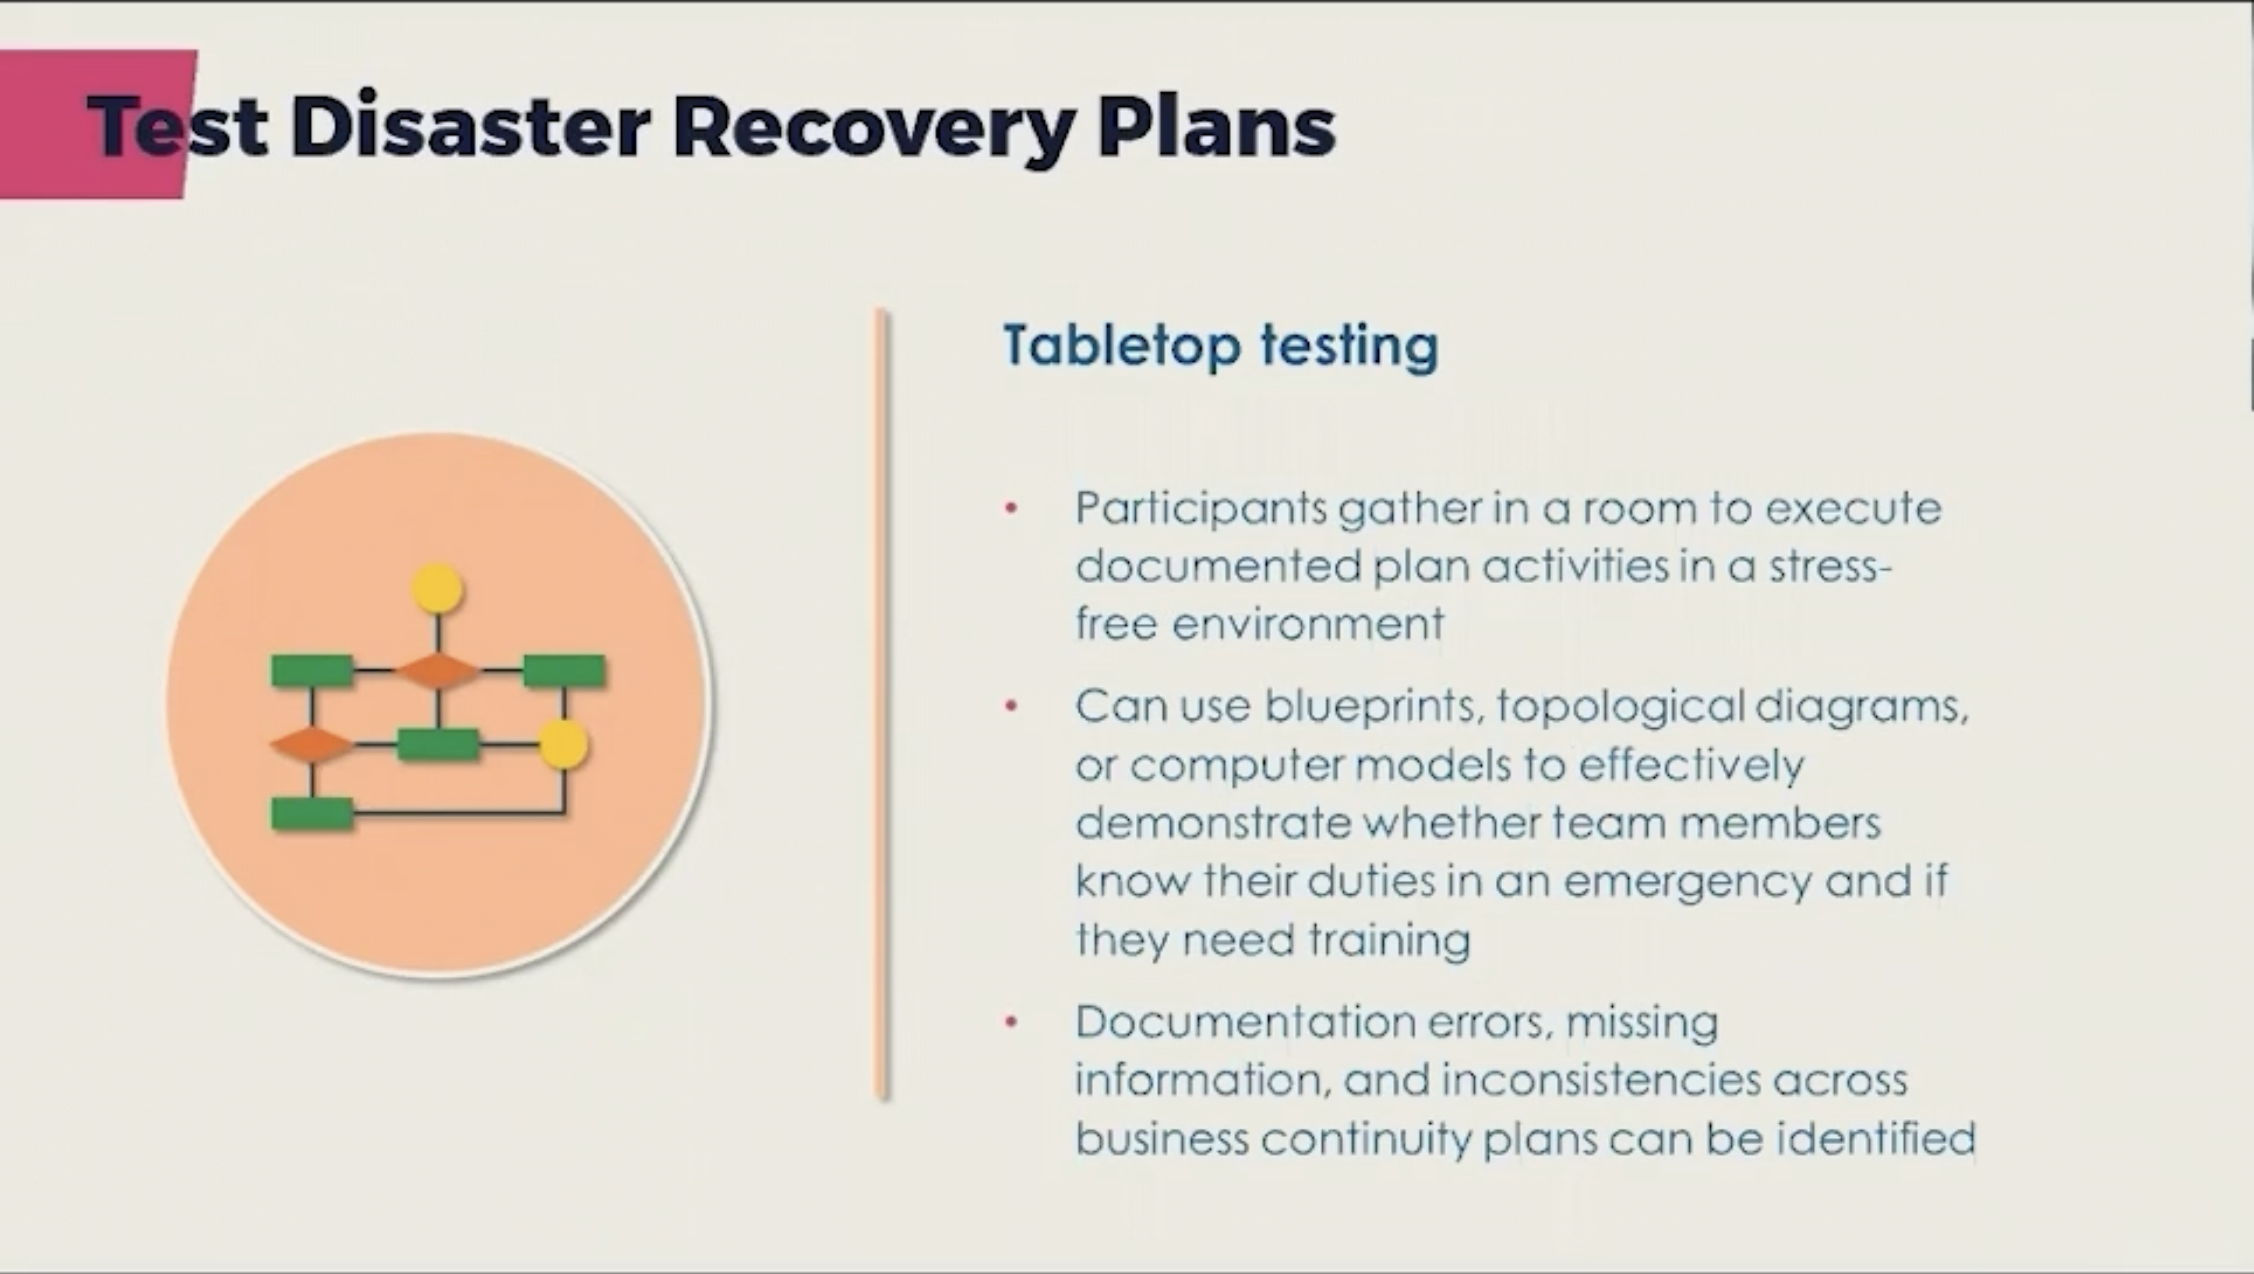 Test Disaster Recovery Plans
Tabletop testing
• Participants gather in a room to execute
documented plan activities in a stress-
free environment
• Can use blueprints, topological diagrams,
or computer models to effectively
demonstrate whether team members
know their duties in an emergency and if
they need training
• Documentation errors, missing
information, and inconsistencies across
business continuity plans can be identified